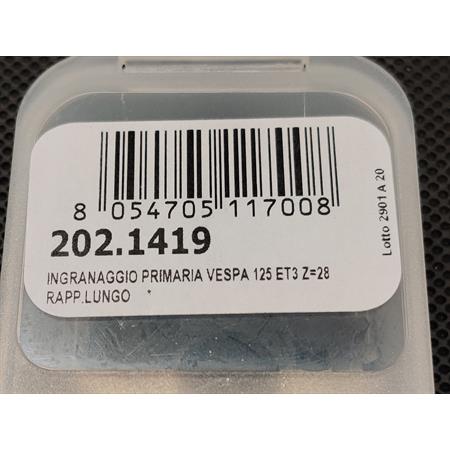 8 054705 117008
202.1419
INGRANAGGIO PRIMARIA VESPA 125 ET3 Z=28
RAPP.LUNGO *
Lotto 2901 A 20